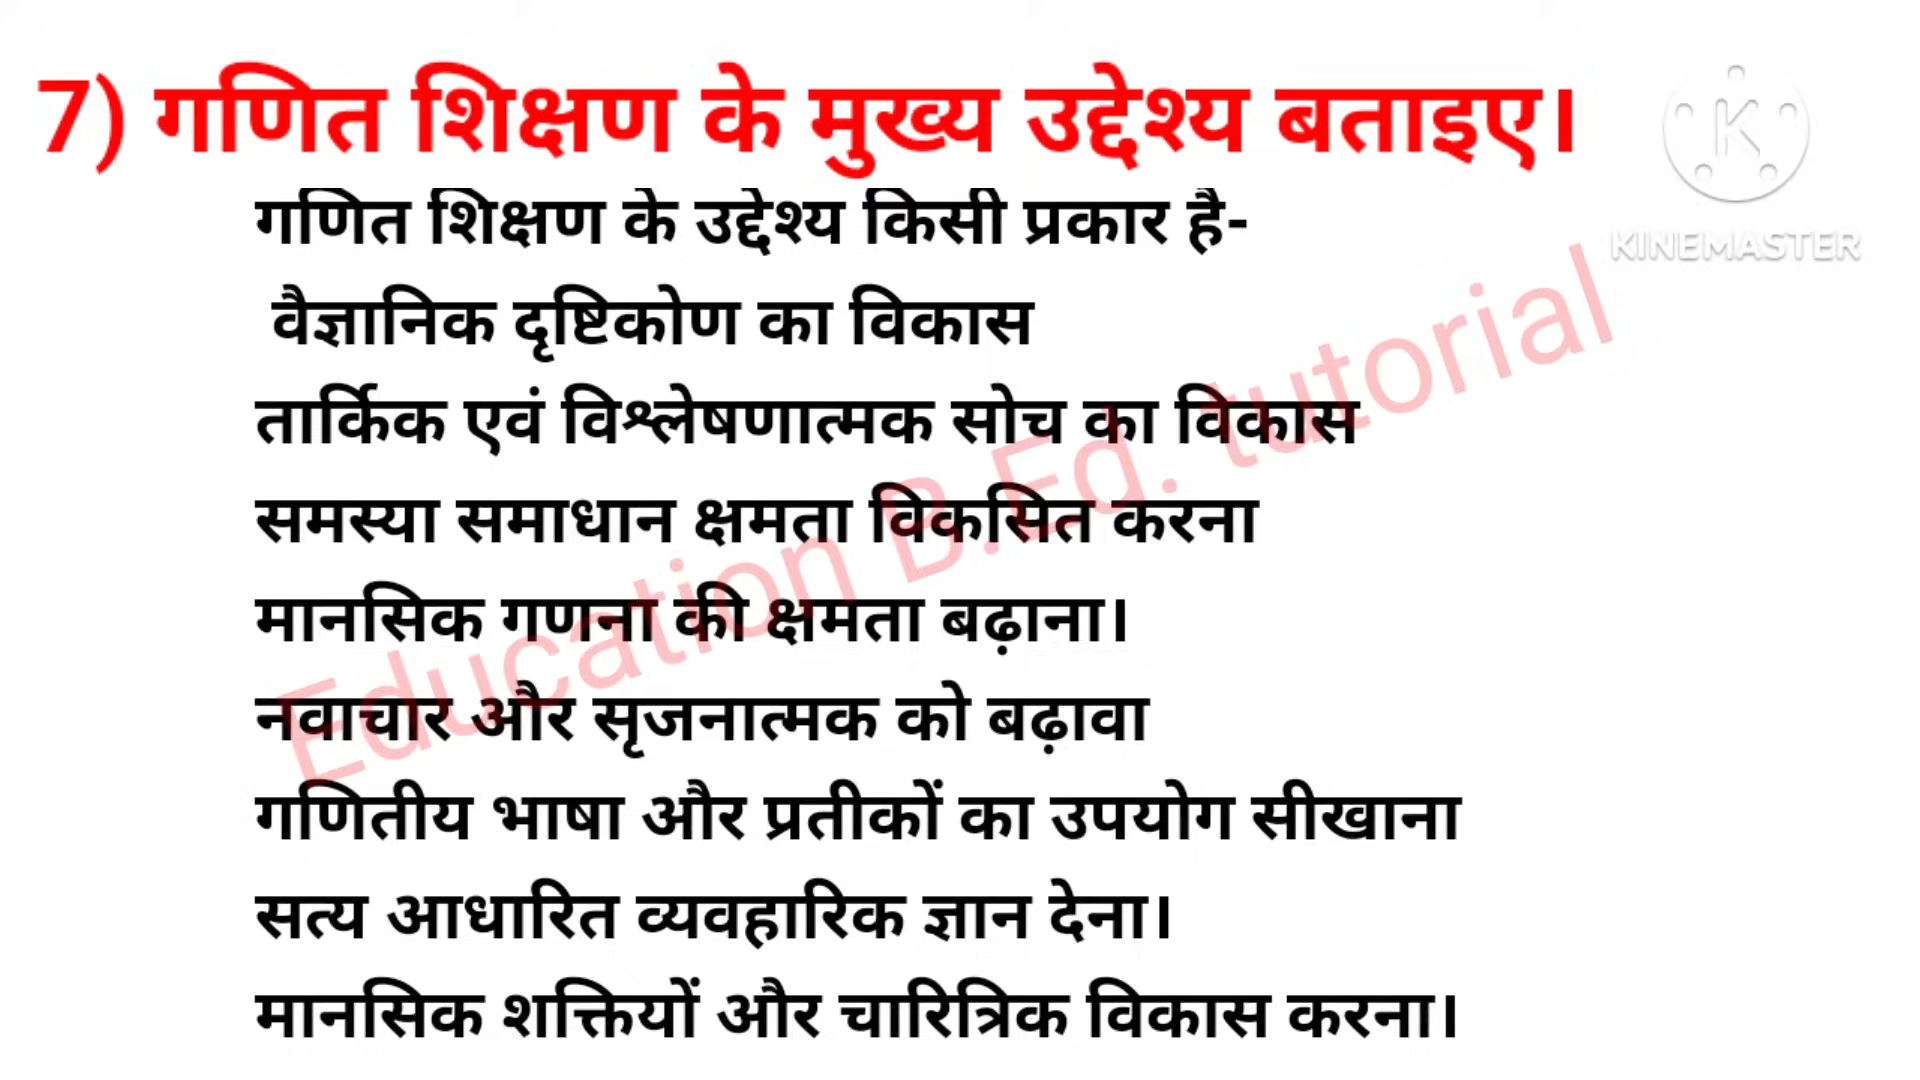 7) गणित शिक्षण के मुख्य उद्देश्य बताइए।
KINEMASTER
गणित शिक्षण के उद्देश्य किसी प्रकार है-
वैज्ञानिक दृष्टिकोण का विकास
तार्किक एवं विश्लेषणात्मक सोच का विकास
समस्या समाधान क्षमता विकसित करना
मानसिक गणना की क्षमता बढ़ाना।
नवाचार और सृजनात्मक को बढ़ावा
गणितीय भाषा और प्रतीकों का उपयोग सीखाना
सत्य आधारित व्यवहारिक ज्ञान देना।
मानसिक शक्तियों और चारित्रिक विकास करना।
Education B.Ed. tutorial